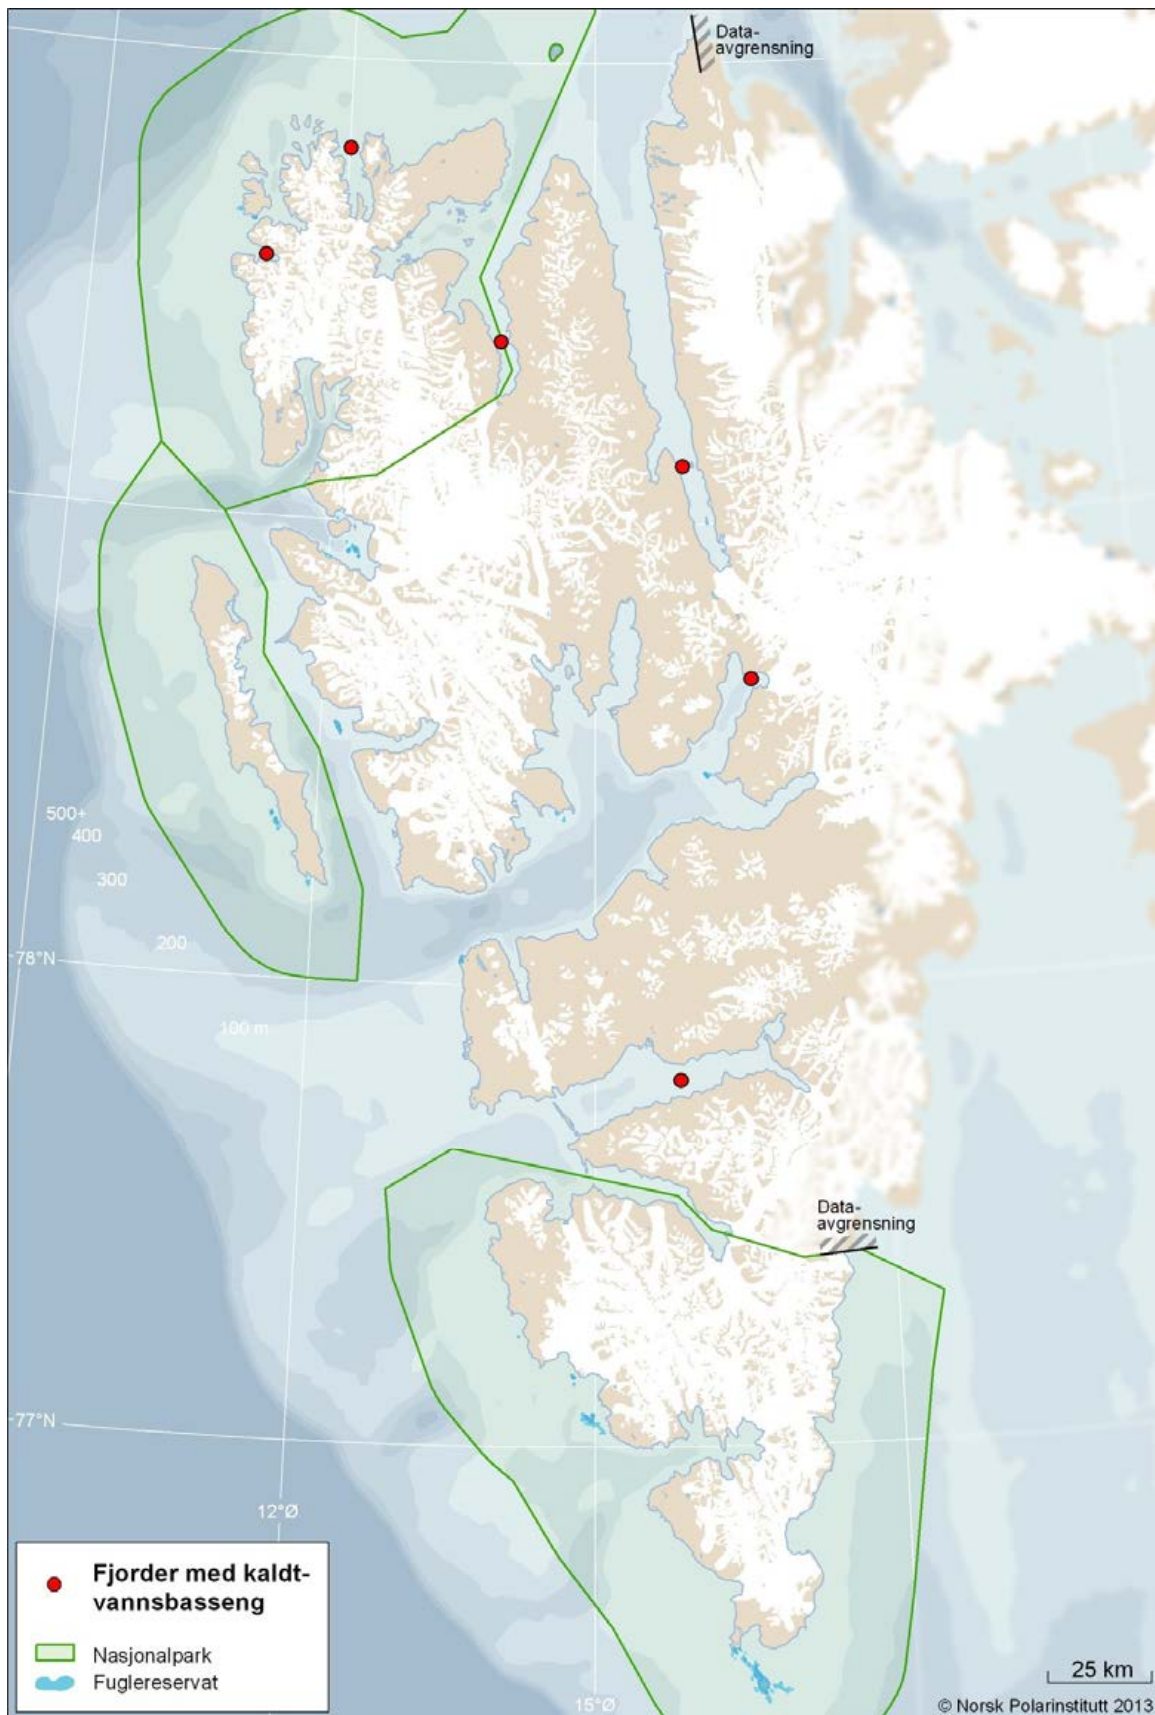 Data-
avgrensning
500+
400
300
200
78°N
100 m
Data-
avgrensning
77°N
12°Ø
Fjorder med kaldt-
vannsbasseng
Nasjonalpark
Fuglereservat
15°Ø
25 km
© Norsk Polarinstitutt 2013